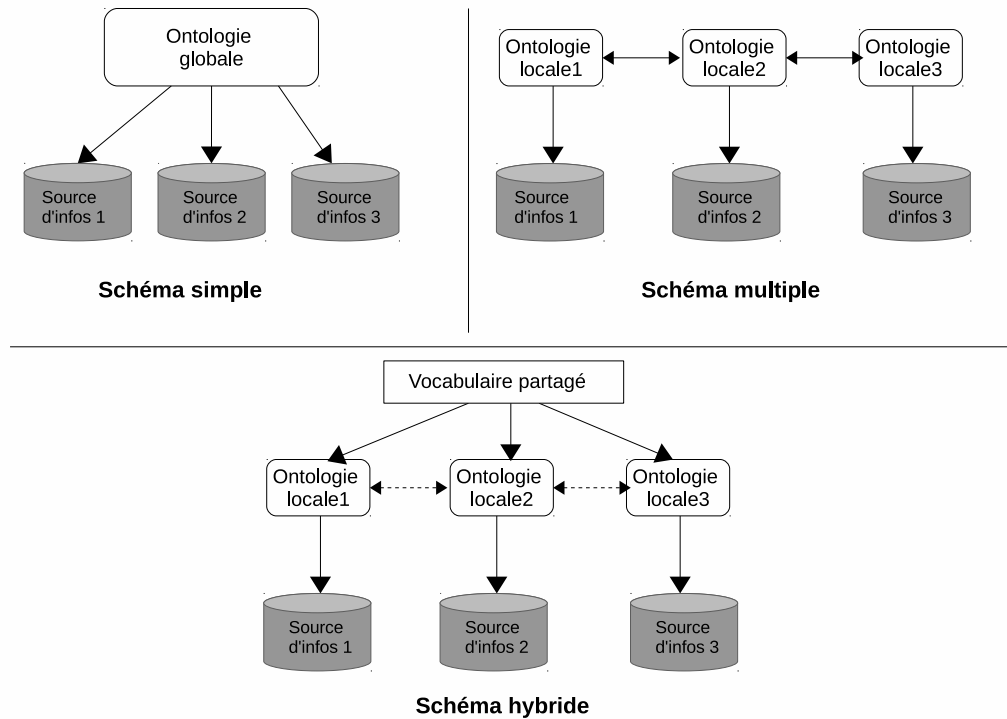 Ontologie
globale
Source
d'infos 1
Source
d'infos 2
Source
d'infos 3
Schéma simple
Ontologie
locale1
Ontologie
locale2
Ontologie
locale3
Source
d'infos 1
Source
d'infos 2
Source
d'infos 3
Schéma multiple
Vocabulaire partagé
Ontologie
locale1
Ontologie
locale2
Ontologie
locale3
Source
d'infos 1
Source
d'infos 2
Source
d'infos 3
Schéma hybride